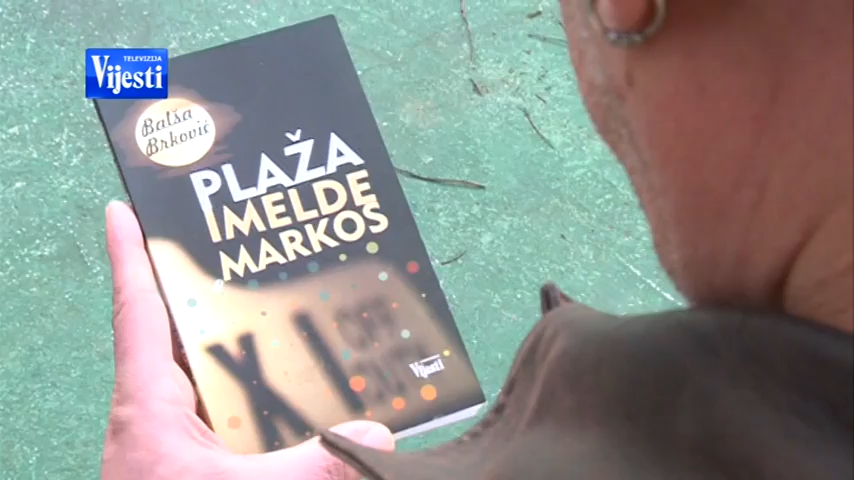 TELEVIZIJA
Vijesti
Balša
Brković
PLAŽA
IMELDE
MARKOS
X I
Vijesti